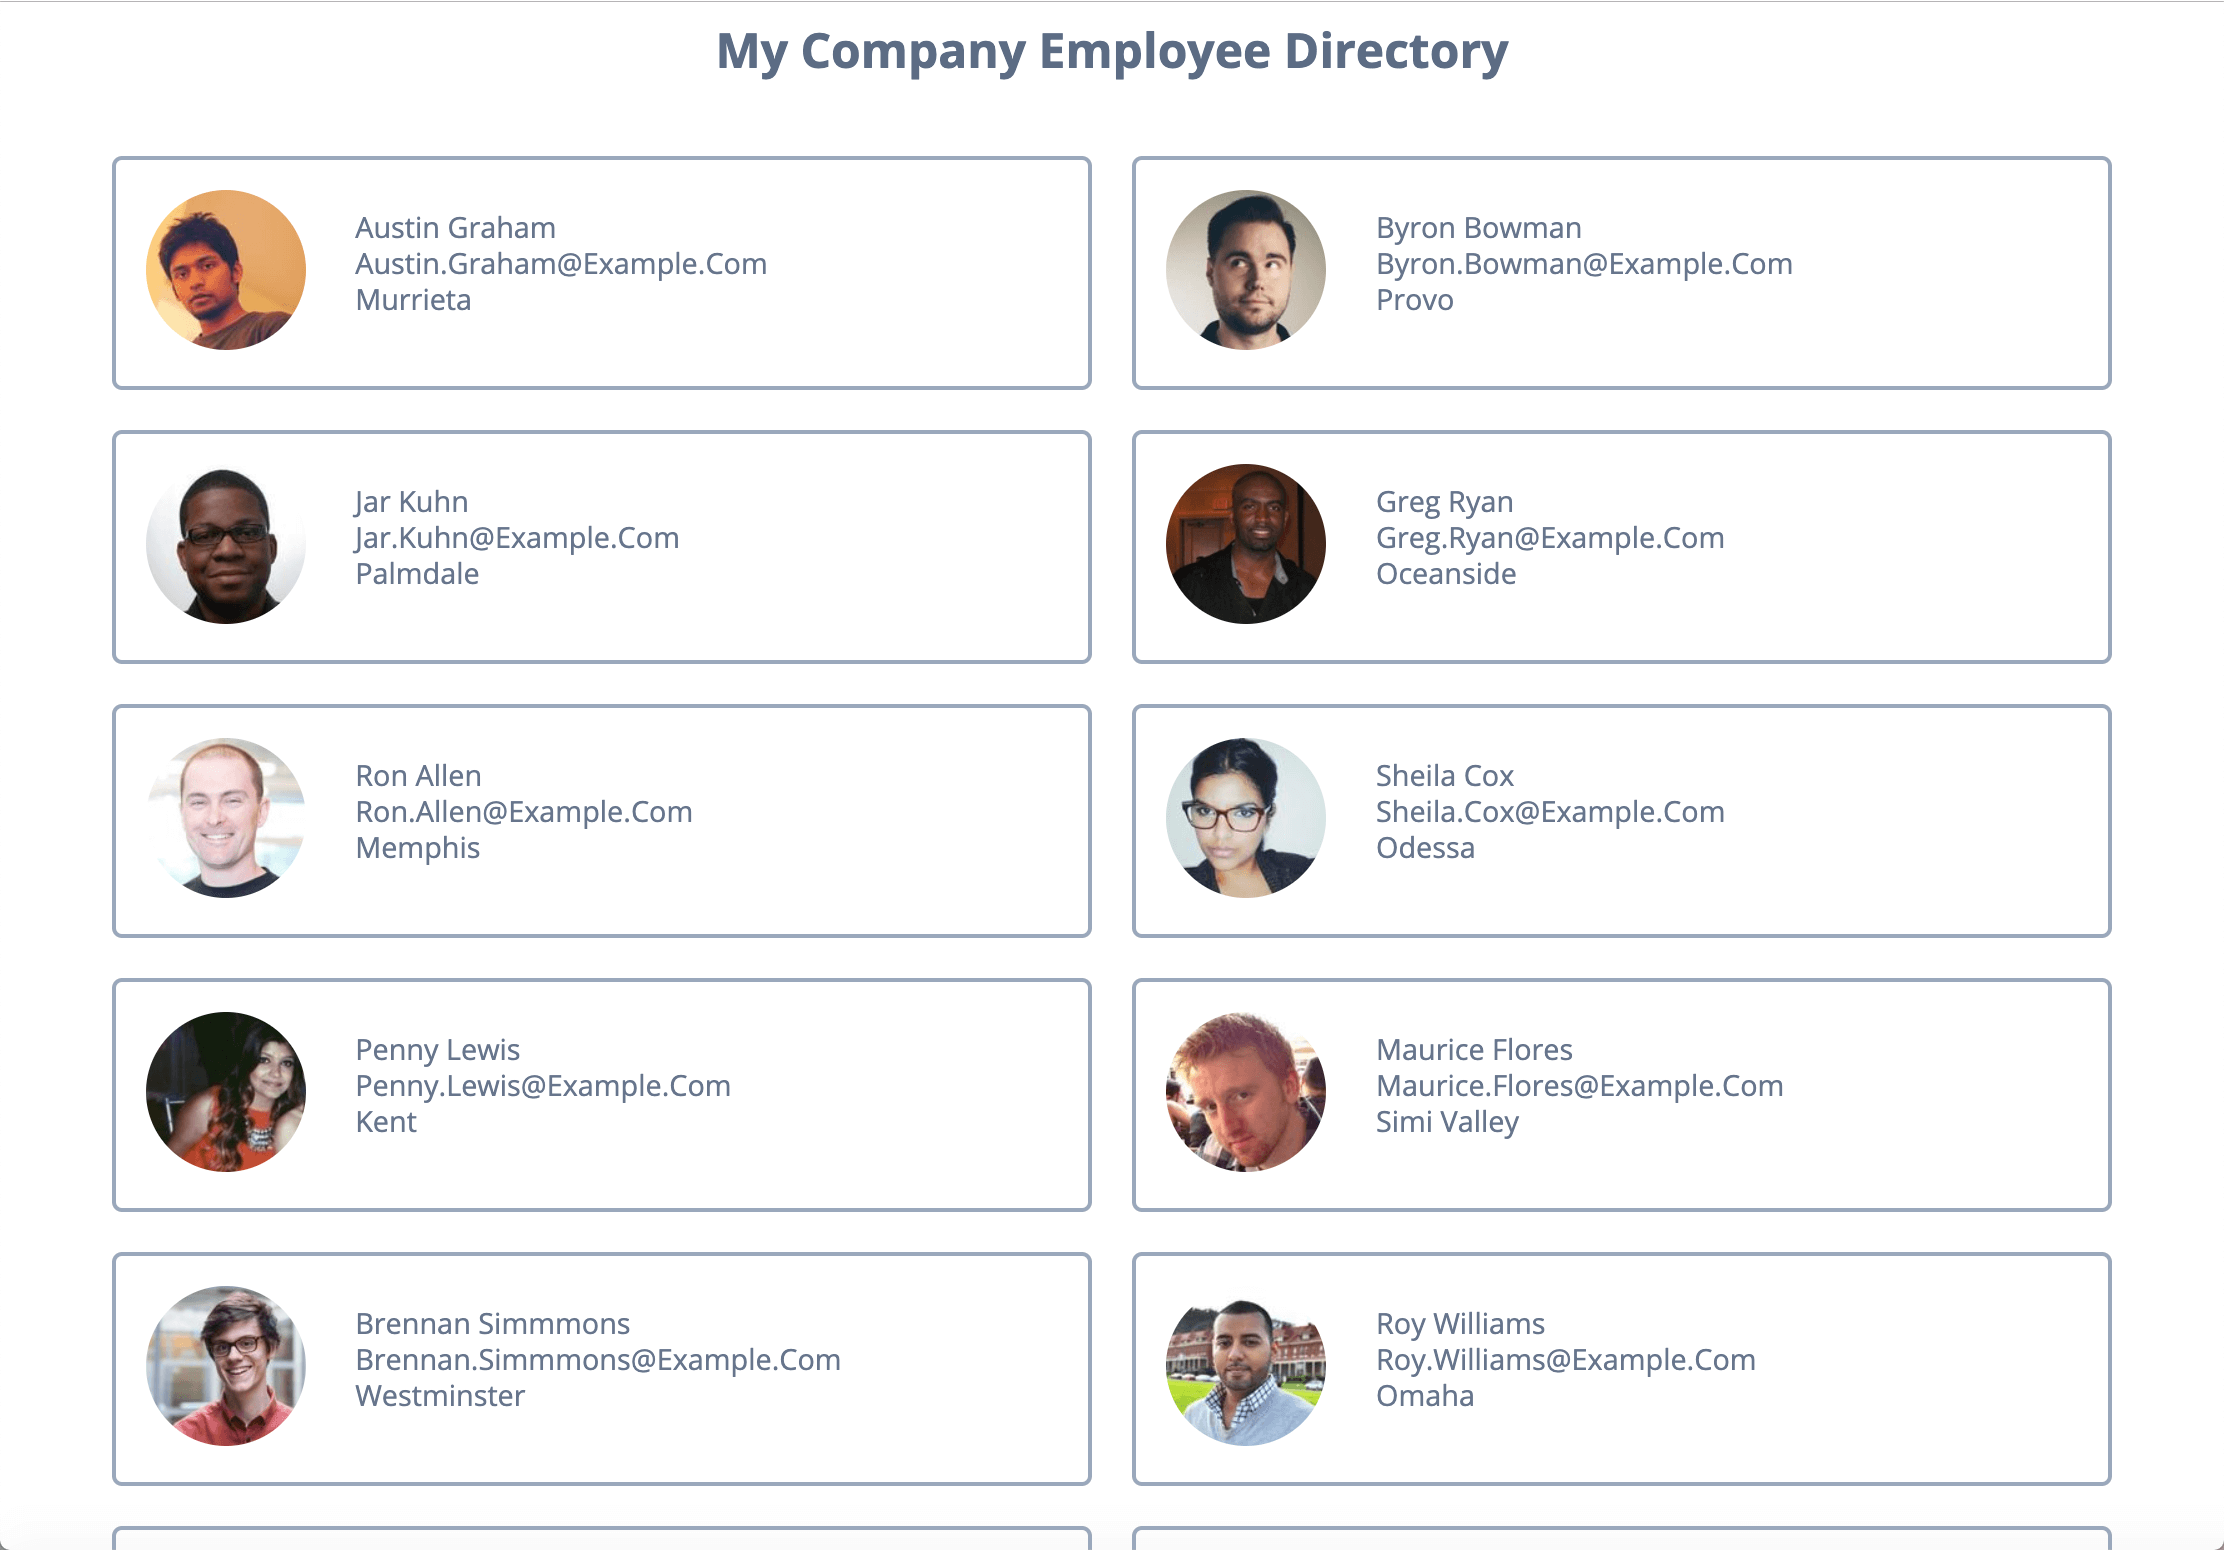 My Company Employee Directory
Austin Graham
Austin.Graham@Example.Com
Murrieta
Byron Bowman
Byron.Bowman@Example.Com
Provo
Jar Kuhn
Jar.Kuhn@Example.Com
Palmdale
Greg Ryan
Greg.Ryan@Example.Com
Oceanside
Ron Allen
Ron.Allen@Example.Com
Memphis
Sheila Cox
Sheila.Cox@Example.Com
Odessa
Penny Lewis
Penny.Lewis@Example.Com
Kent
Maurice Flores
Maurice.Flores@Example.Com
Simi Valley
Brennan Simmmons
Brennan.Simmmons@Example.Com
Westminster
Roy Williams
Roy.Williams@Example.Com
Omaha